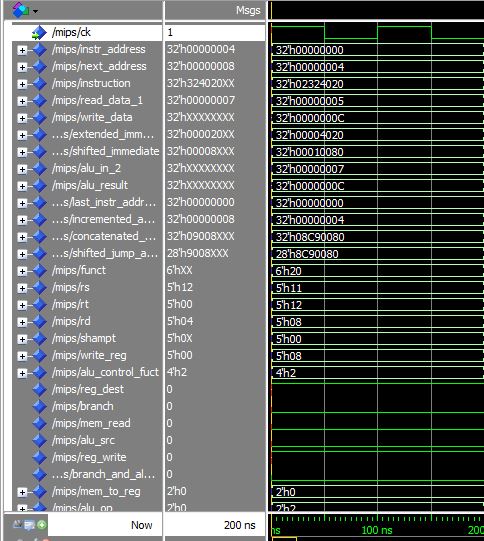 Msgs
/mips/ck 1
/mips/instr_address 32'h00000004 32'h00000000
/mips/next_address 32'h00000008 32'h00000004
/mips/instruction 32'h324020XX 32'h02324020
/mips/read_data_1 32'h00000007 32'h00000005
/mips/write_data 32'hXXXXXXXX 32'h0000000C
...s/extended_imm... 32'h000020XX 32'h00004020
...s/shifted_immediate 32'h00008XXX 32'h00010080
/mips/alu_in_2 32'hXXXXXXXX 32'h00000007
/mips/alu_result 32'hXXXXXXXX 32'h0000000C
...s/last_instr_addr... 32'h00000000 32'h00000000
...s/incremented_a... 32'h00000008 32'h00000004
...s/concatenated_... 32'h09008XXX 32'h08C90080
...s/shifted_jump_a... 28'h9008XXX 28'h8C90080
/mips/funct 6'hXX 6'h20
/mips/rs 5'h12 5'h11
/mips/rt 5'h00 5'h12
/mips/rd 5'h04 5'h08
/mips/shampt 5'h0X 5'h00
/mips/write_reg 5'h00 5'h08
/mips/alu_control_fuct 4'h2 4'h2
/mips/reg_dest 0
/mips/branch 0
/mips/mem_read 0
/mips/alu_src 0
/mips/reg_write 0
...s/branch_and_al... 0
/mips/mem_to_reg 2'h0 2'h0
/mips/alu_op 2'h0 2'h2
Now 200 ns ns 100 ns 200